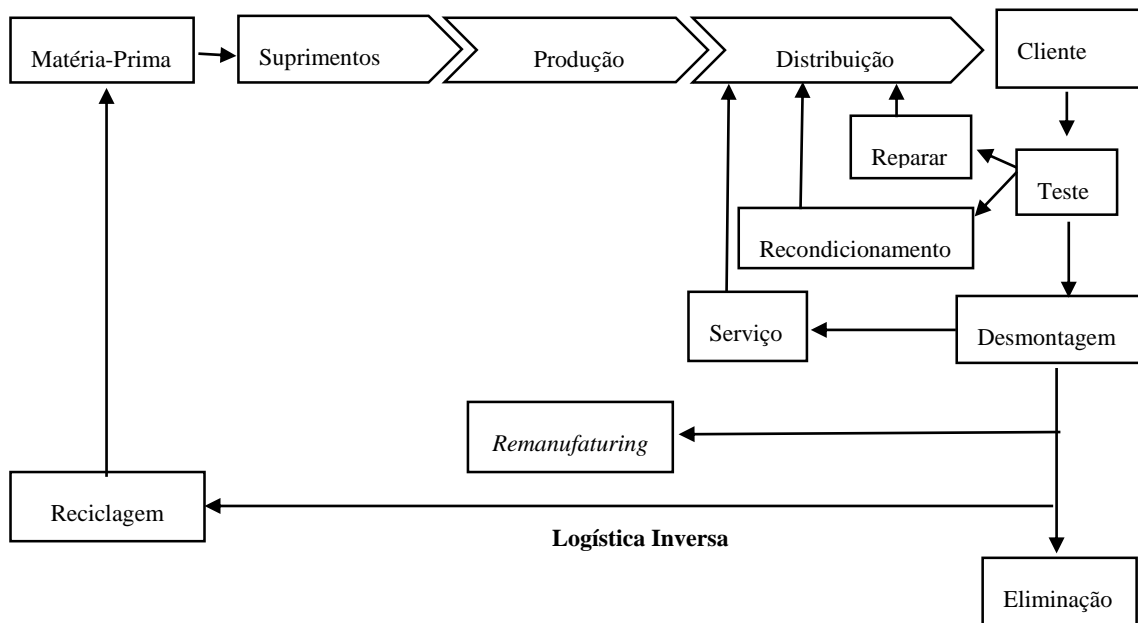 Matéria-Prima
Suprimentos
Produção
Distribuição
Cliente
Reparar
Teste
Recondicionamento
Serviço
Desmontagem
Remanufaturing
Reciclagem
Logística Inversa
Eliminação